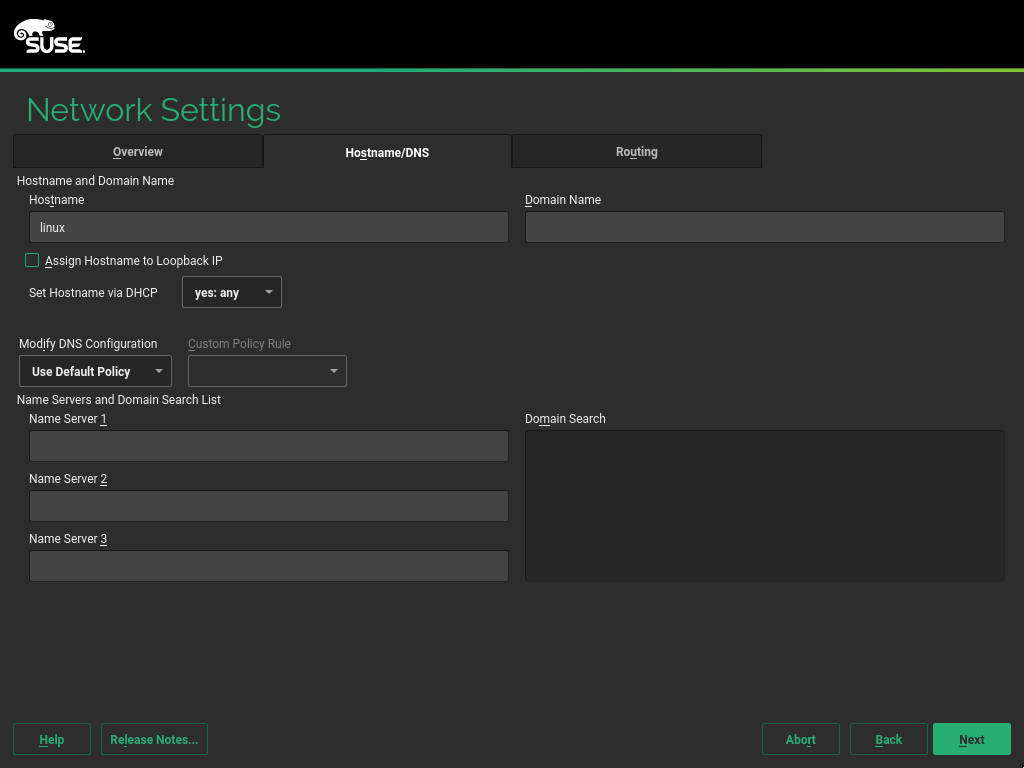 SUSE.
Network Settings
Overview Hostname/DNS Routing
Hostname and Domain Name
Hostname Domain Name
linux
Assign Hostname to Loopback IP
Set Hostname via DHCP yes: any
Modify DNS Configuration Custom Policy Rule
Use Default Policy
Name Servers and Domain Search List
Name Server 1 Domain Search
Name Server 2
Name Server 3
Help Release Notes... Abort Back Next